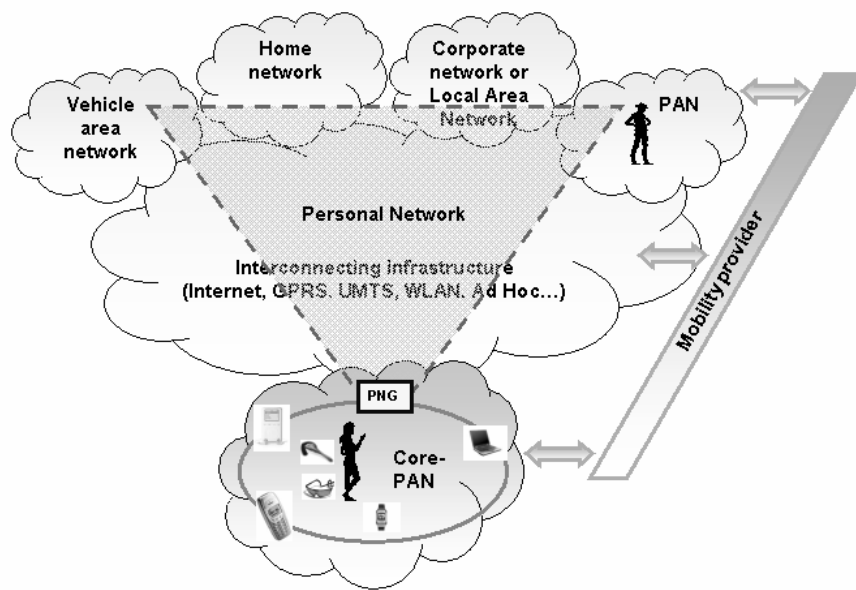 Home
network
Corporate
network or
Local Area
Network
Vehicle
area
network
PAN
Personal Network
Interconnecting infrastructure
(Internet, GPRS. UMTS, WLAN. Ad Hoc...)
Mobility provider
PNG
Core-
PAN